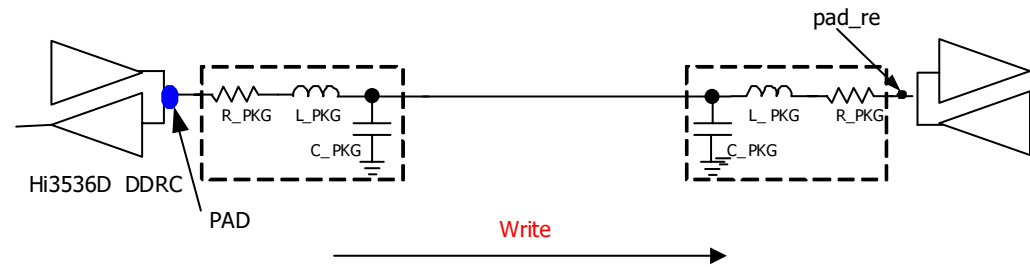 pad_re
R_PKG
L_PKG
C_PKG
L_ PKG
R_PKG
C_PKG
Hi3536D DDRC
PAD
Write